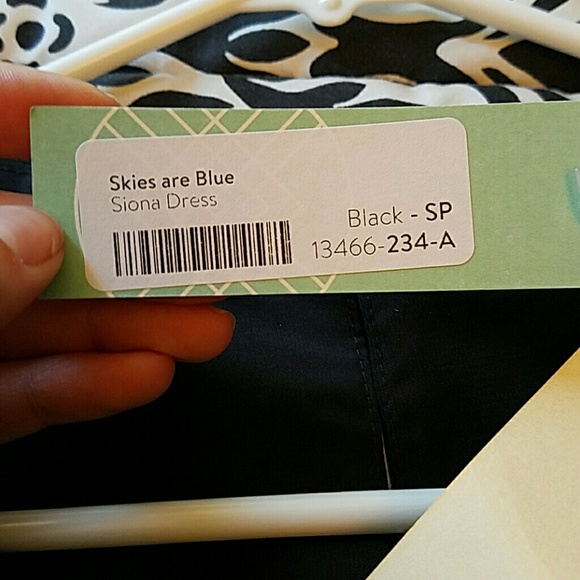 Skies are Blue
Siona Dress
Black - SP
13466-234-A